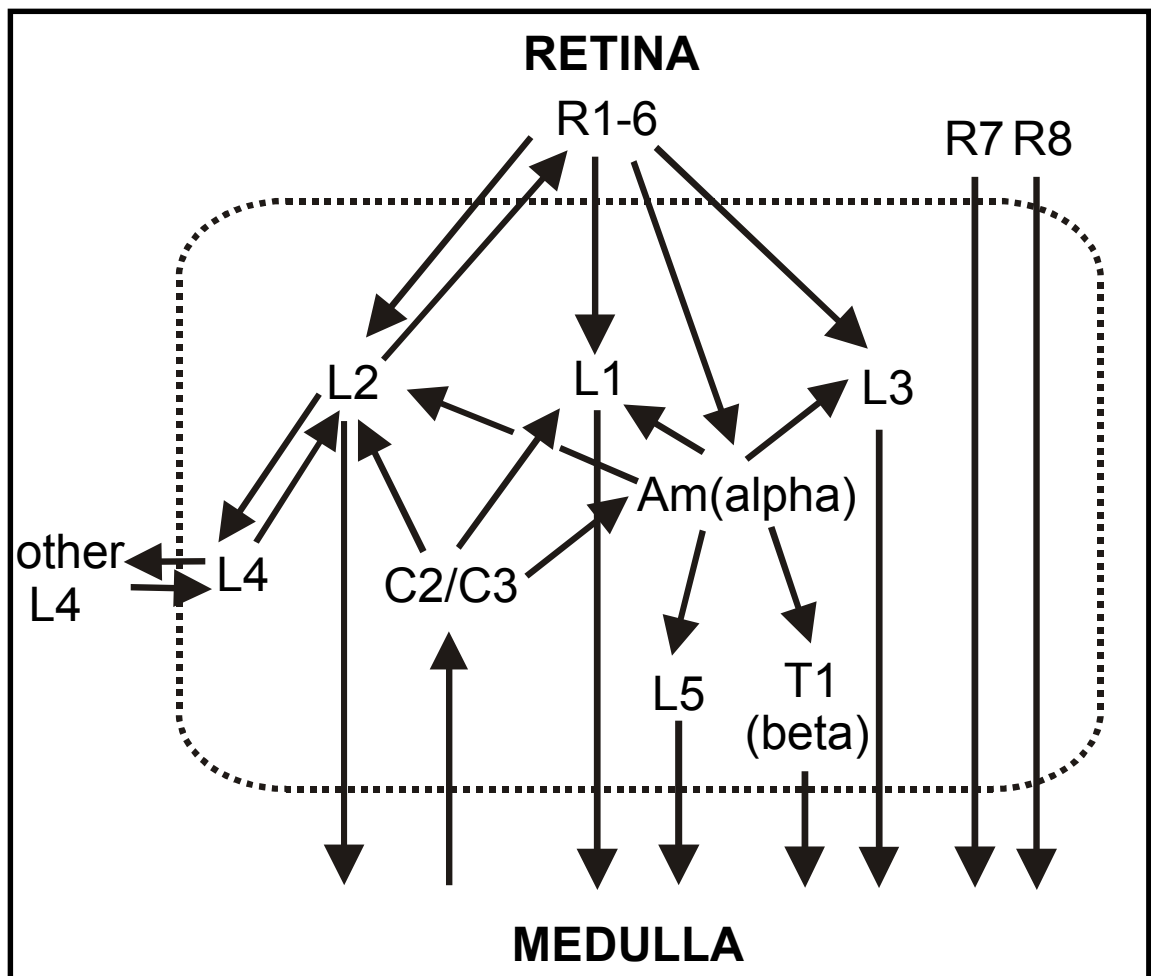 RETINA
R1-6
R7 R8
L2
L1
L3
Am(alpha)
other
L4
L4
C2/C3
L5
T1
(beta)
MEDULLA